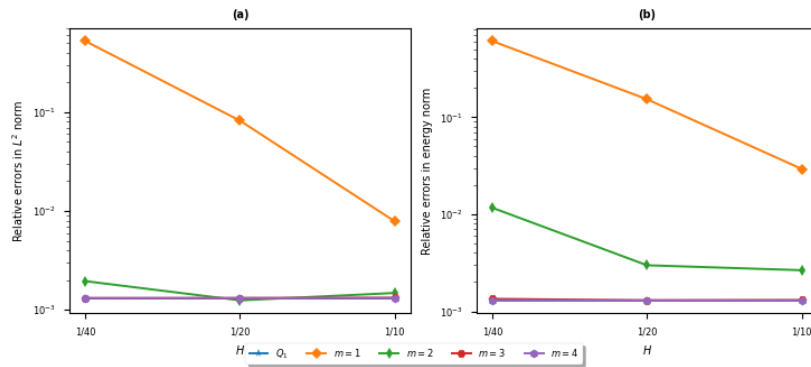 (a)
Relative errors in $L^2$ norm
10⁻¹
10⁻²
10⁻³
1/40
1/20
1/10
H
(b)
Relative errors in energy norm
10⁻¹
10⁻²
10⁻³
1/40
1/20
1/10
H
Q₁ m = 1 m = 2 m = 3 m = 4